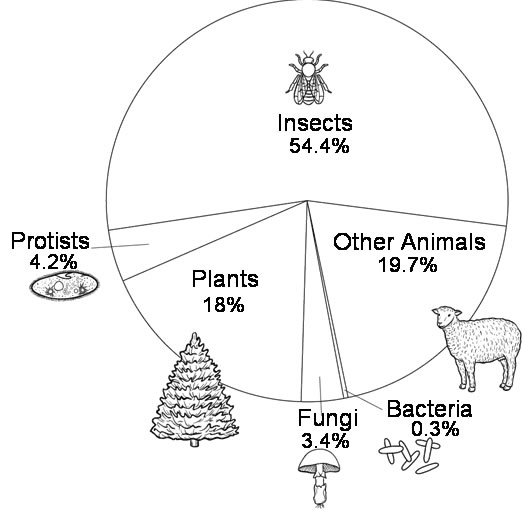 Insects
54.4%
Protists
4.2%
Other Animals
19.7%
Plants
18%
Fungi
3.4%
Bacteria
0.3%